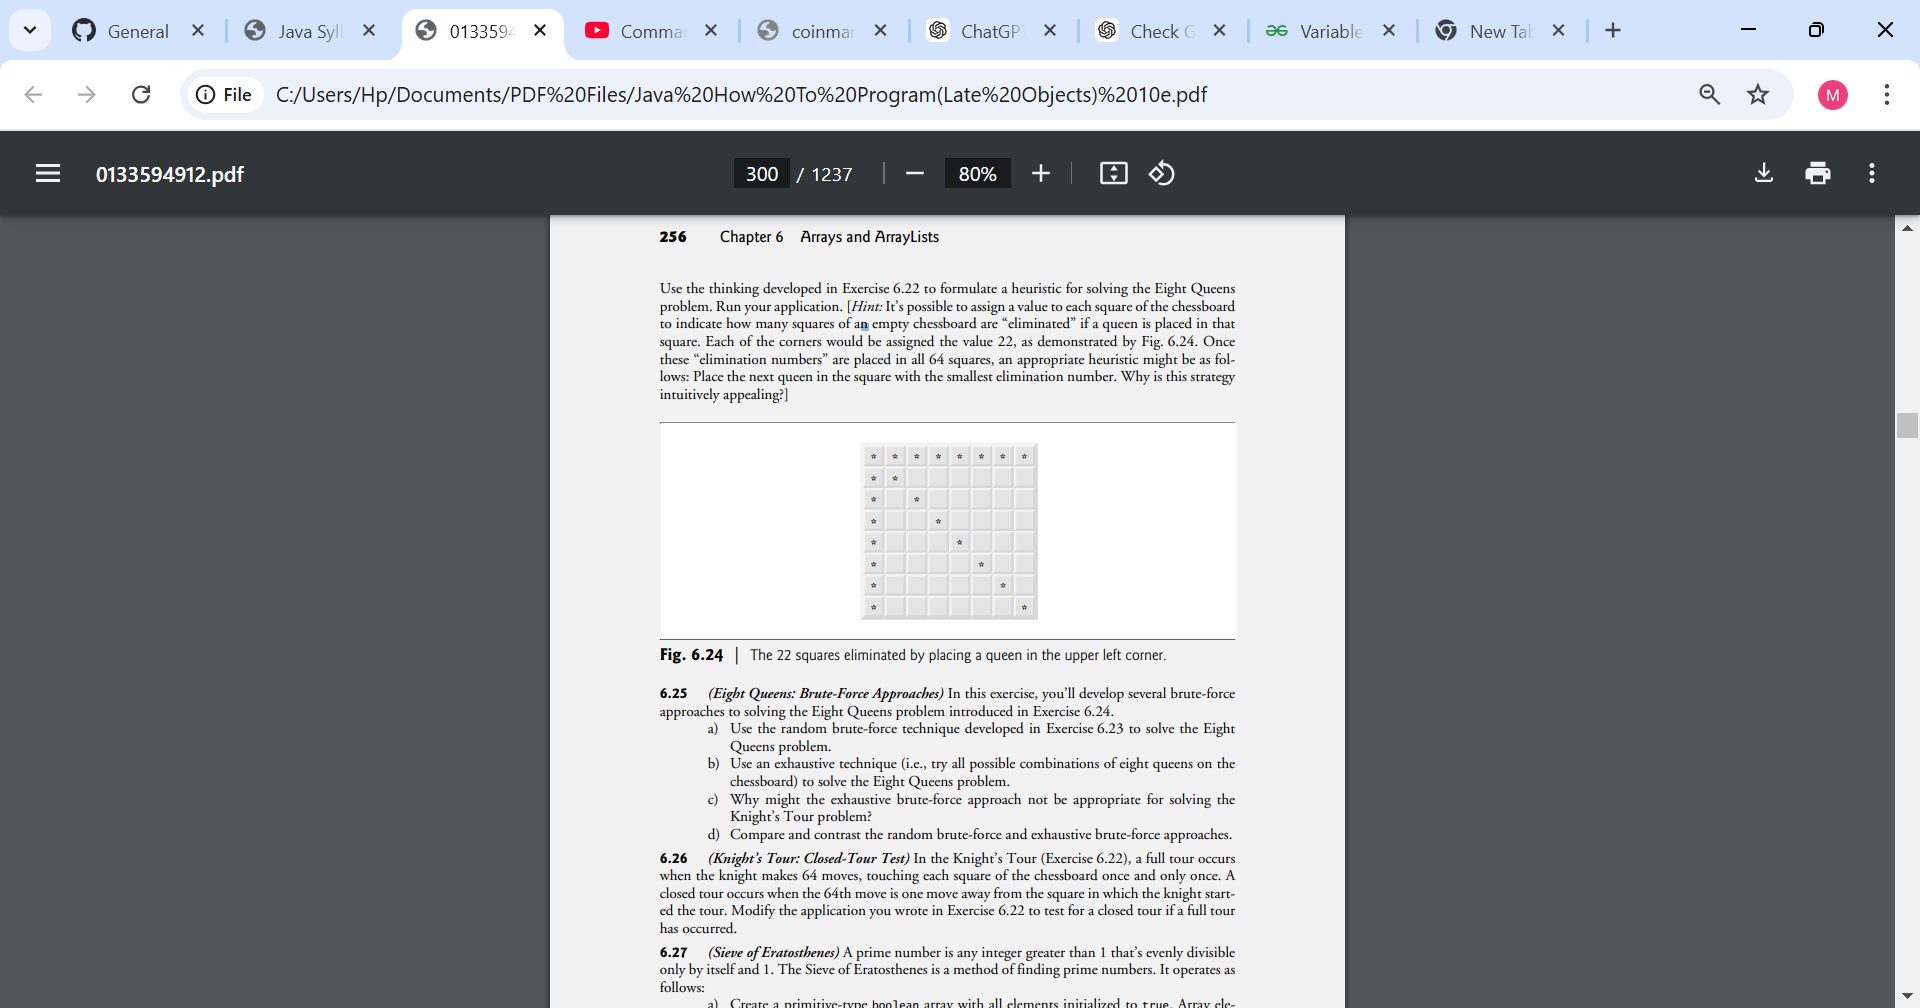 General
Java Syll
013359
Comma
coinmar
ChatGP
Check G
Variable
New Ta
File
C:/Users/Hp/Documents/PDF%20Files/Java%20How%20To%20Program(Late%20Objects)%2010e.pdf
M
0133594912.pdf
300 / 1237
80%
256 Chapter 6 Arrays and ArrayLists
Use the thinking developed in Exercise 6.22 to formulate a heuristic for solving the Eight Queens
problem. Run your application. [Hint: It's possible to assign a value to each square of the chessboard
to indicate how many squares of an empty chessboard are “eliminated” if a queen is placed in that
square. Each of the corners would be assigned the value 22, as demonstrated by Fig. 6.24. Once
these “elimination numbers” are placed in all 64 squares, an appropriate heuristic might be as fol-
lows: Place the next queen in the square with the smallest elimination number. Why is this strategy
intuitively appealing?]
* * * * * * * *
* *
* *
* *
* *
* *
* *
* *
Fig. 6.24 | The 22 squares eliminated by placing a queen in the upper left corner.
6.25 (Eight Queens: Brute-Force Approaches) In this exercise, you'll develop several brute-force
approaches to solving the Eight Queens problem introduced in Exercise 6.24.
a) Use the random brute-force technique developed in Exercise 6.23 to solve the Eight
Queens problem.
b) Use an exhaustive technique (i.e., try all possible combinations of eight queens on the
chessboard) to solve the Eight Queens problem.
c) Why might the exhaustive brute-force approach not be appropriate for solving the
Knight's Tour problem?
d) Compare and contrast the random brute-force and exhaustive brute-force approaches.
6.26 (Knight's Tour: Closed-Tour Test) In the Knight's Tour (Exercise 6.22), a full tour occurs
when the knight makes 64 moves, touching each square of the chessboard once and only once. A
closed tour occurs when the 64th move is one move away from the square in which the knight start-
ed the tour. Modify the application you wrote in Exercise 6.22 to test for a closed tour if a full tour
has occurred.
6.27 (Sieve of Eratosthenes) A prime number is any integer greater than 1 that's evenly divisible
only by itself and 1. The Sieve of Eratosthenes is a method of finding prime numbers. It operates as
follows:
a) Create a primitive-type boolean array with all elements initialized to true. Array ele-